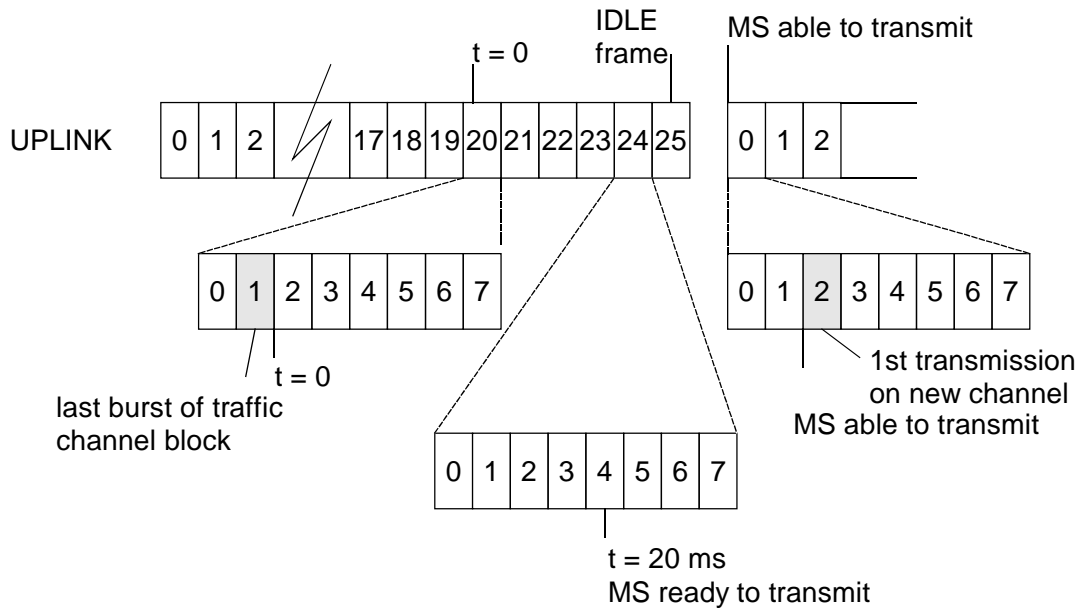 IDLE
frame
MS able to transmit
t = 0
UPLINK
0 1 2 17 18 19 20 21 22 23 24 25 0 1 2
0 1 2 3 4 5 6 7 0 1 2 3 4 5 6 7
t = 0
last burst of traffic
channel block
1st transmission
on new channel
MS able to transmit
0 1 2 3 4 5 6 7
t = 20 ms
MS ready to transmit